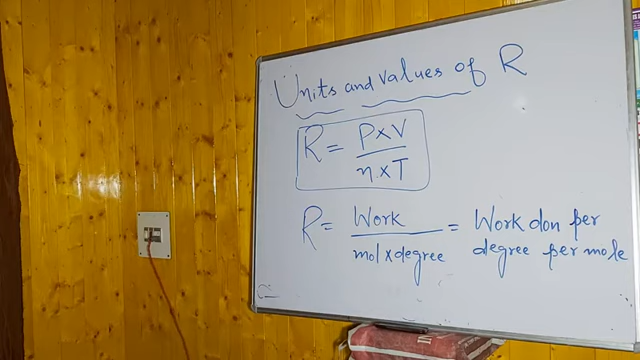 Units and values of R
R = P×V / n×T
R = Work / mol×degree = Work don per degree per mole